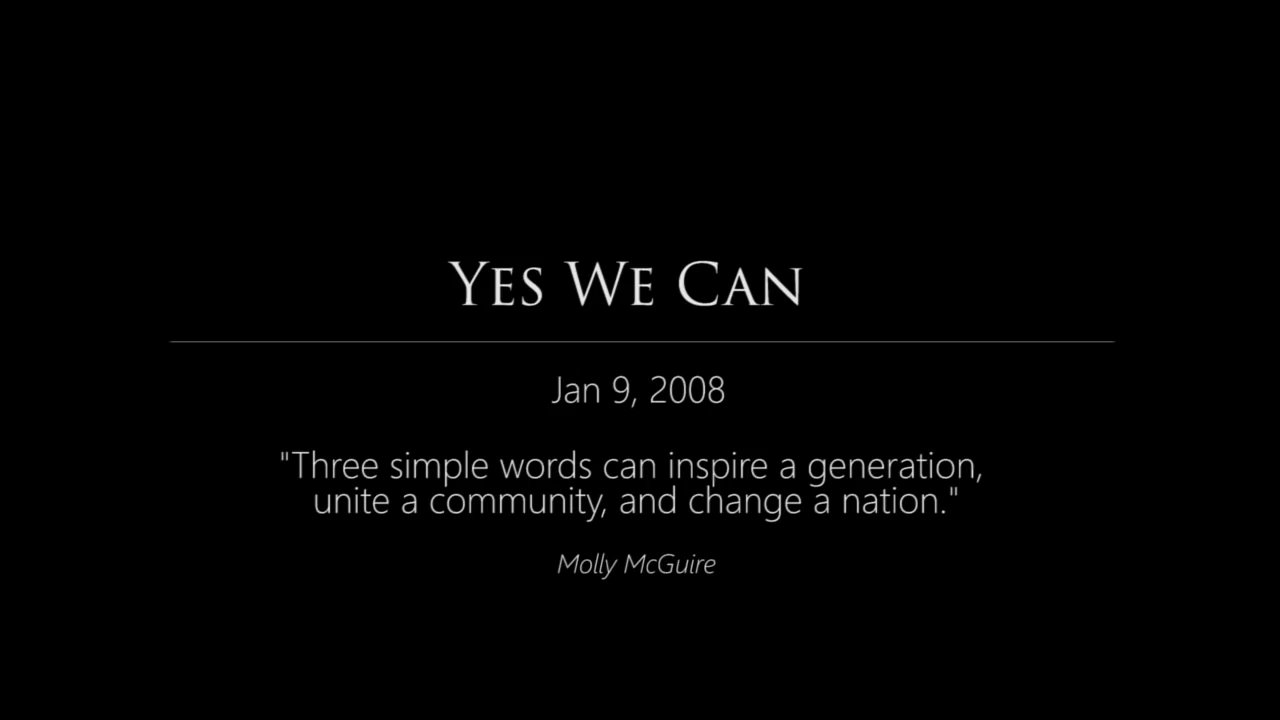 Yes We Can
Jan 9, 2008
"Three simple words can inspire a generation,
unite a community, and change a nation."
Molly McGuire